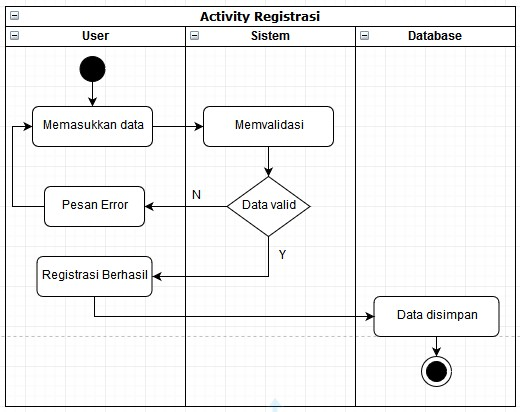 Activity Registrasi
User
Sistem
Database
Memasukkan data
Memvalidasi
Pesan Error
N
Data valid
Y
Registrasi Berhasil
Data disimpan